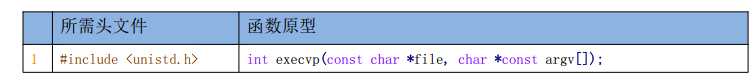 所需头文件 函数原型
1 #include <unistd.h> int execvp(const char *file, char *const argv[]);